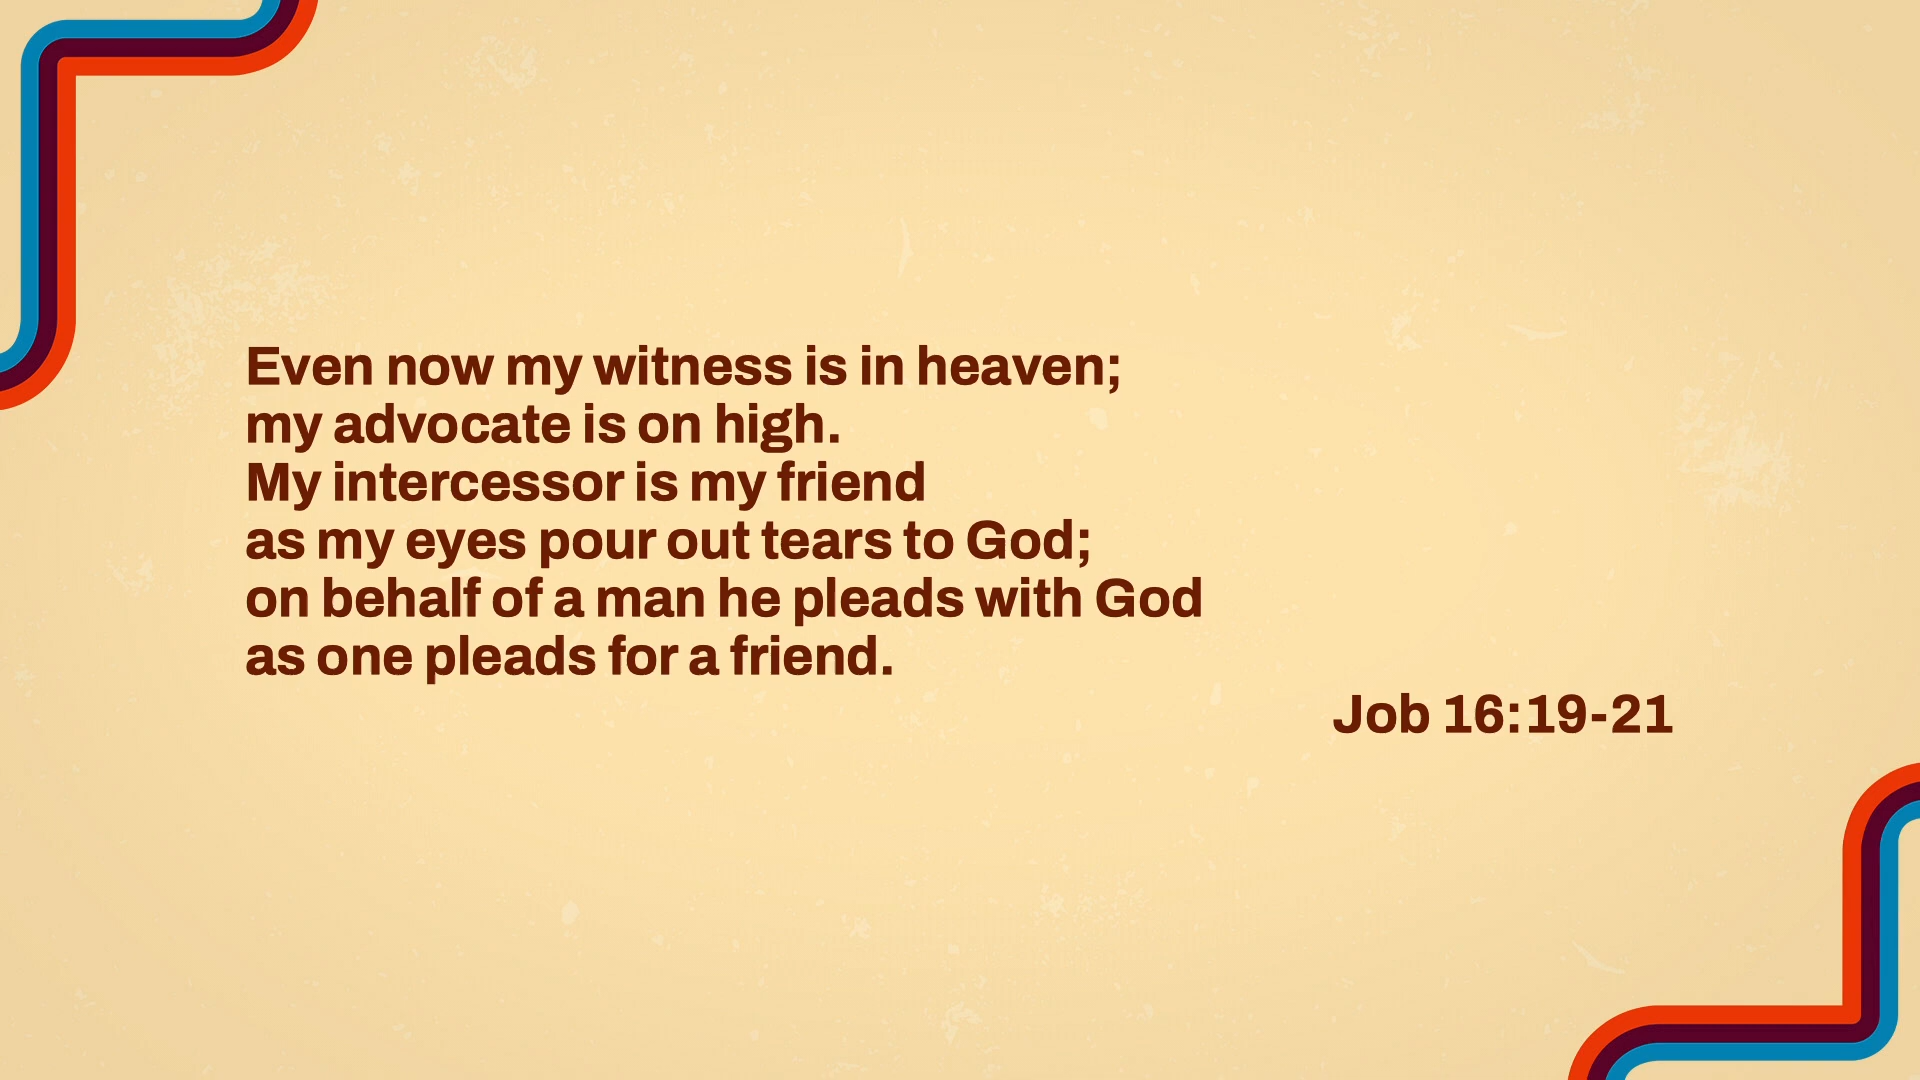 Even now my witness is in heaven;
my advocate is on high.
My intercessor is my friend
as my eyes pour out tears to God;
on behalf of a man he pleads with God
as one pleads for a friend.
Job 16:19-21